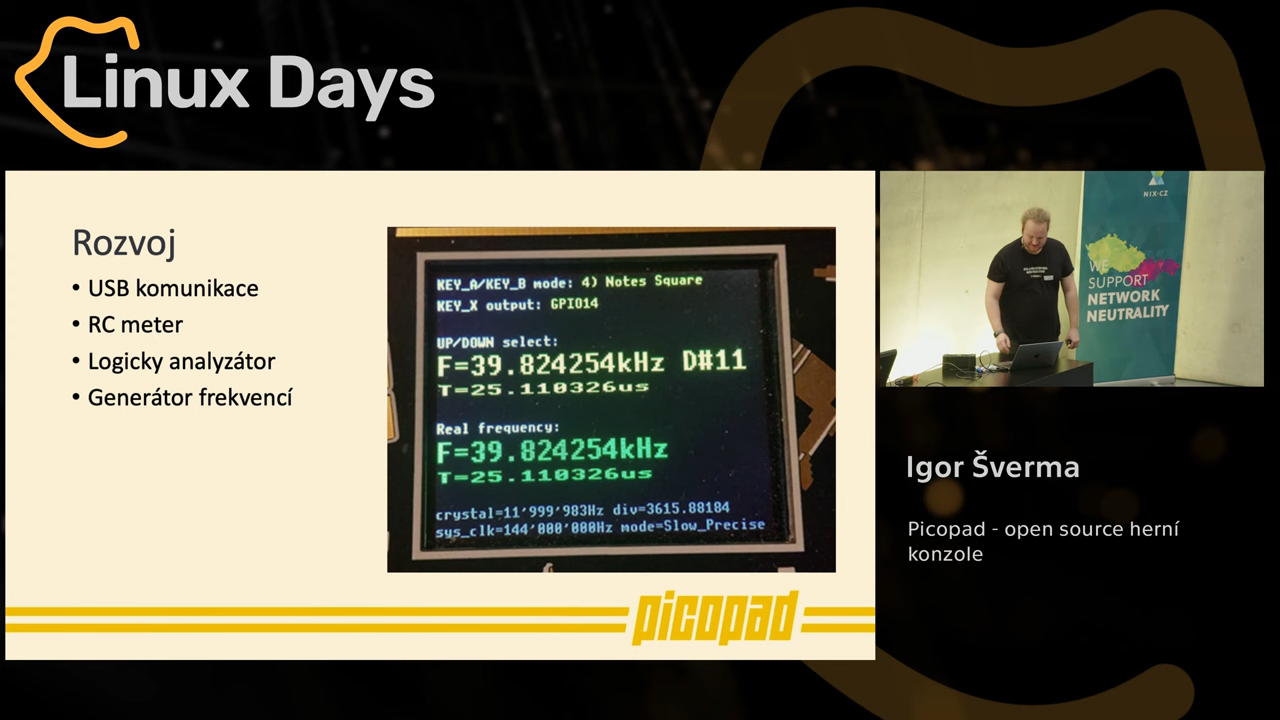 Linux Days
Rozvoj
• USB komunikace
• RC meter
• Logicky analyzátor
• Generátor frekvencí
KEY_A/KEY_B mode: 4) Notes Square
KEY_X output: GPIO14
UP/DOWN select:
F=39.824254kHz D#11
T=25.110326us
Real frequency:
F=39.824254kHz
T=25.110326us
crystal=11'999'983Hz div=3615.88184
sys_clk=144'000'000Hz mode=Slow_Precise
picopad
NIX·CZ
WE
SUPPORT
NETWORK
NEUTRALITY
Igor Šverma
Picopad - open source herní
konzole